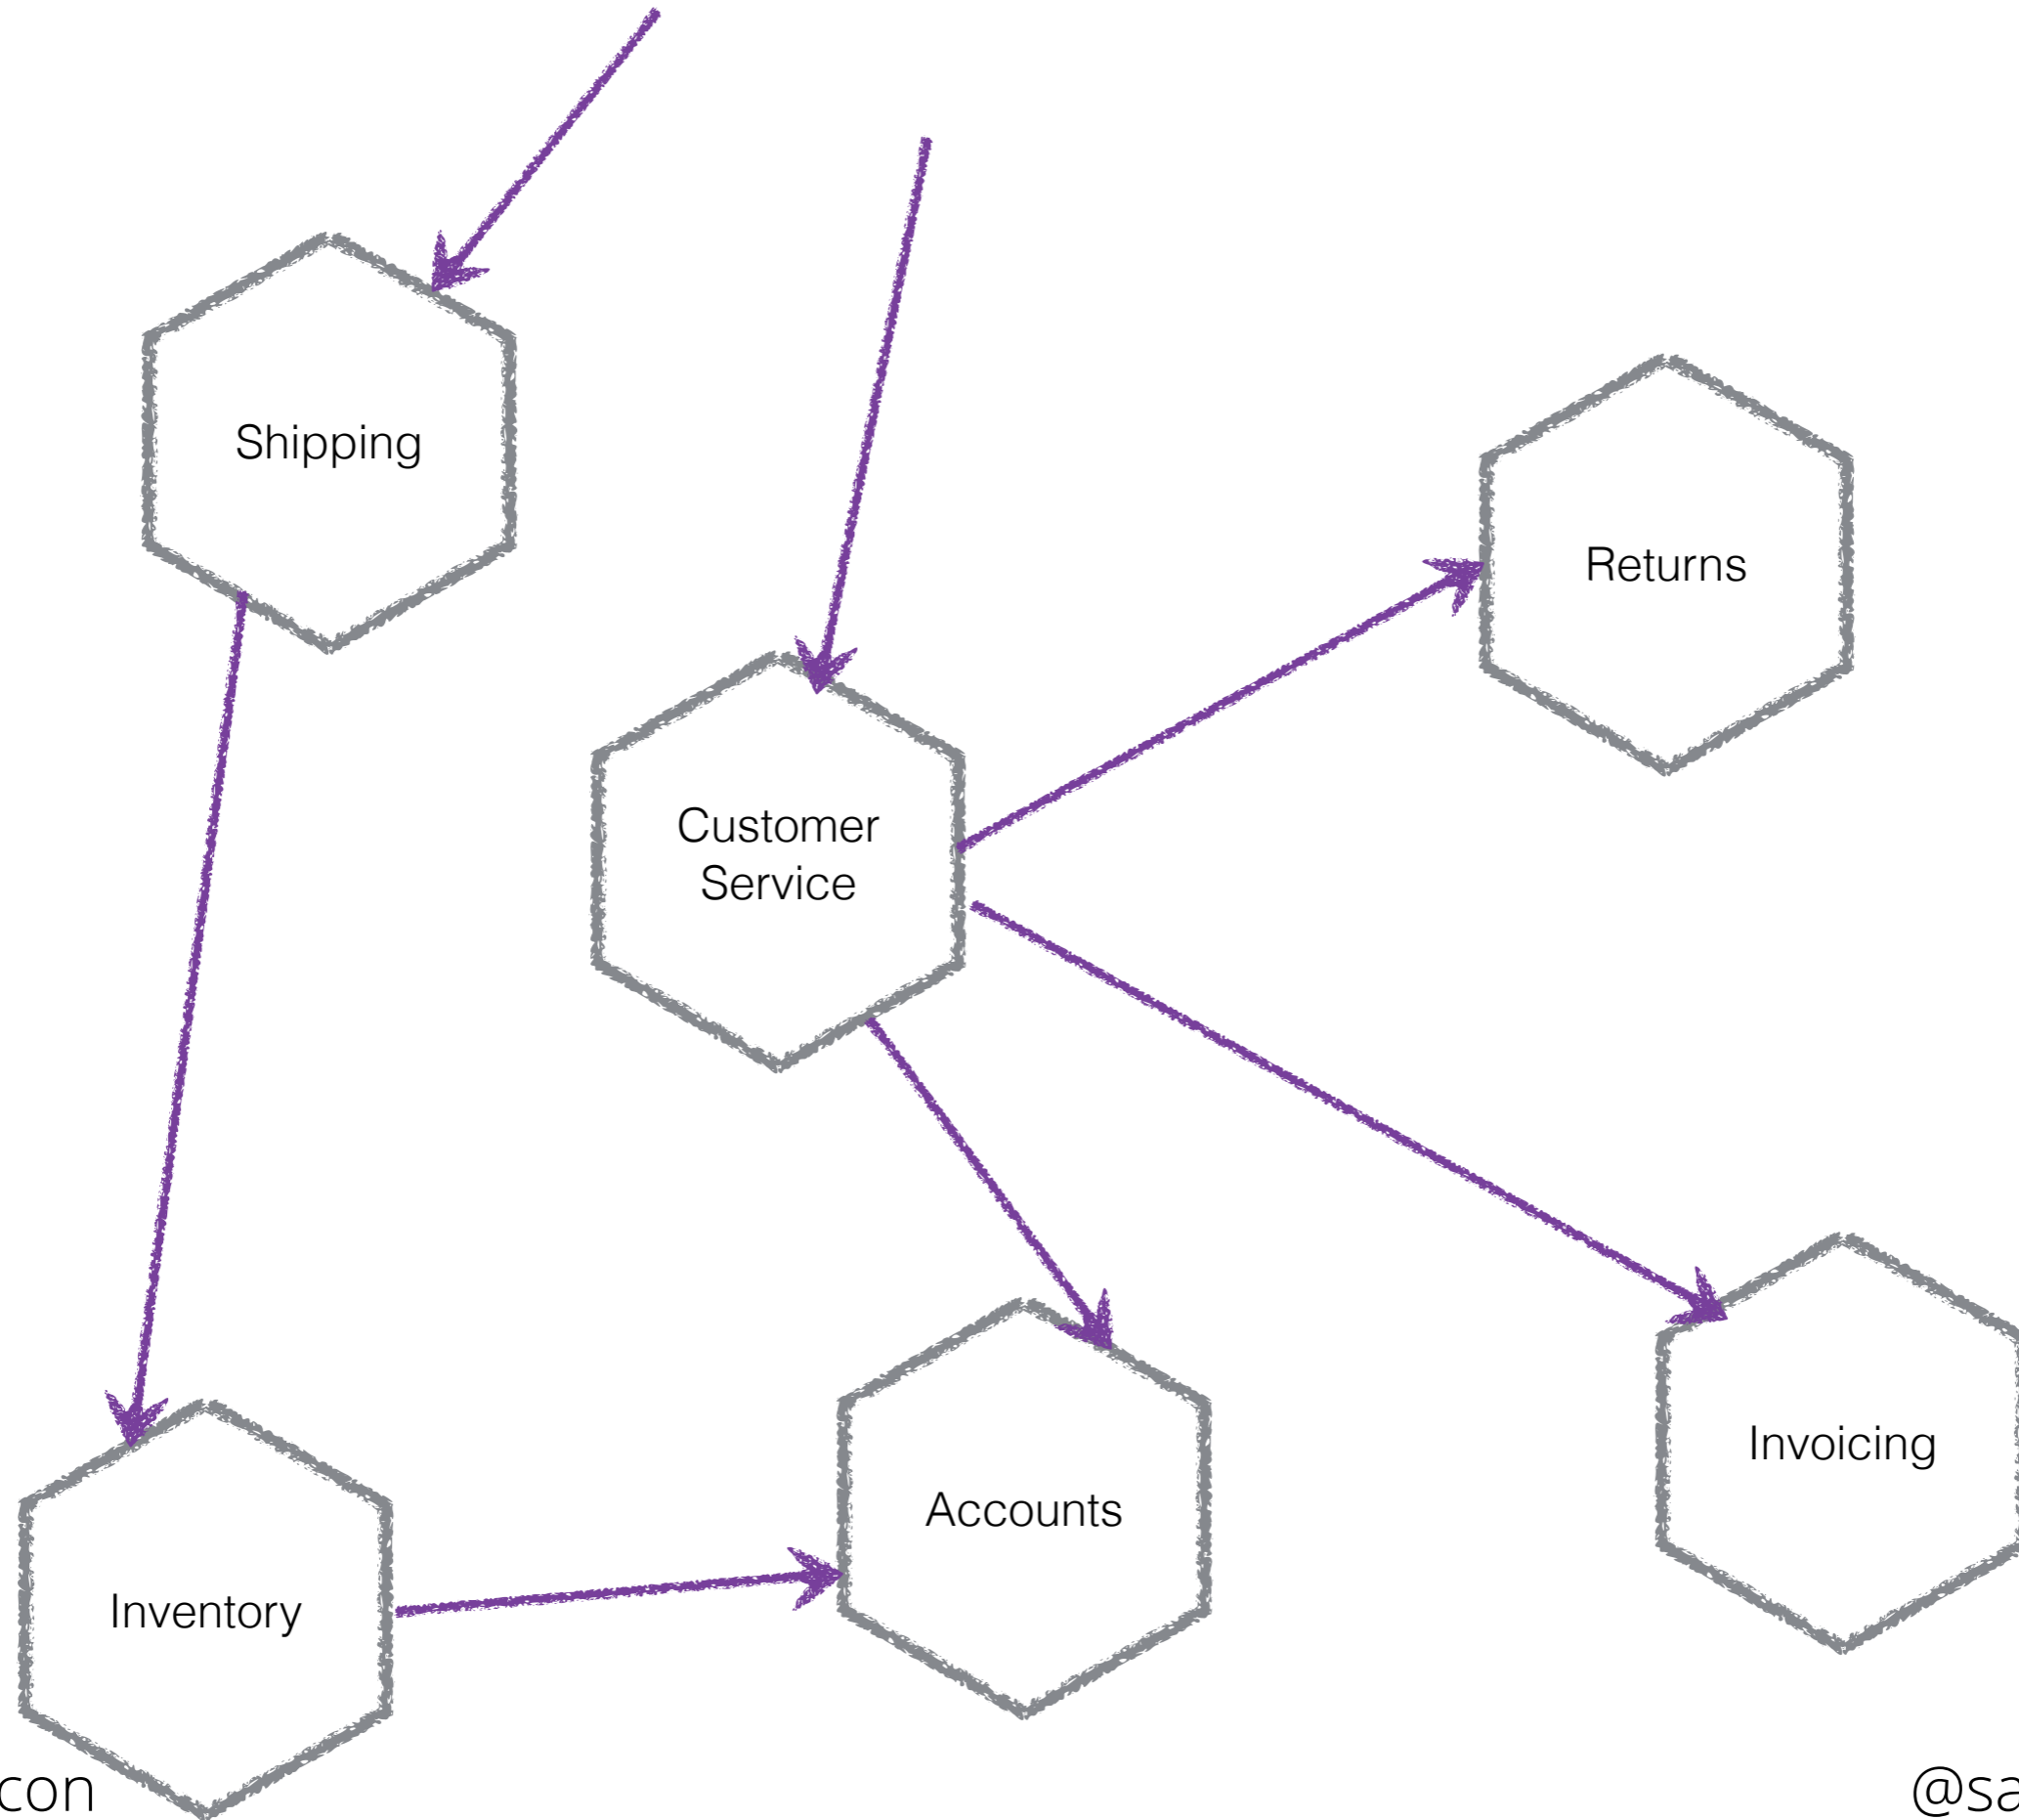 Shipping
Returns
Customer
Service
Invoicing
Accounts
Inventory
con
@sa